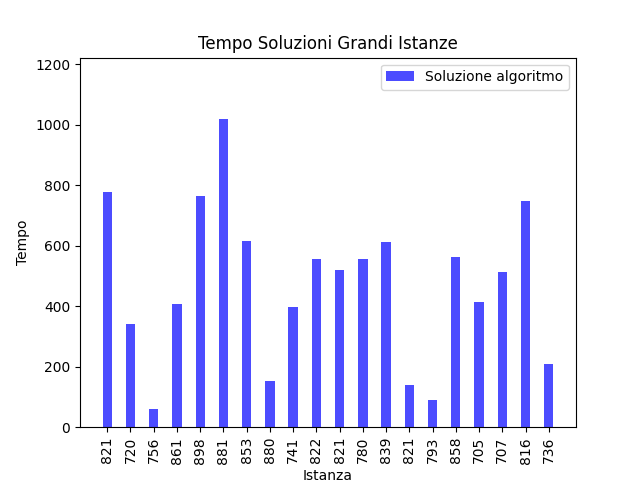 Tempo Soluzioni Grandi Istanze
Soluzione algoritmo
1200
1000
800
600
400
200
0
Tempo
821 720 756 861 898 881 853 880 741 822 821 780 839 821 793 858 705 707 816 736
Istanza